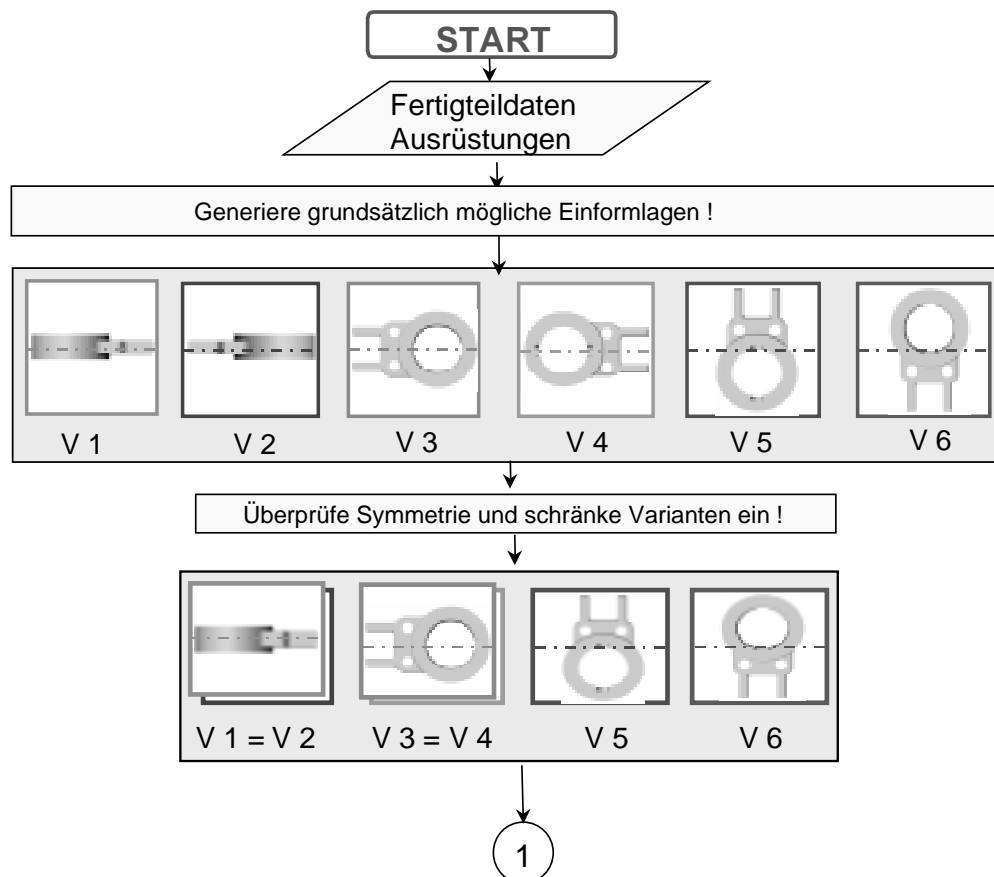 START
Fertigteildaten
Ausrüstungen
Generiere grundsätzlich mögliche Einformlagen !
V 1 V 2 V 3 V 4 V 5 V 6
Überprüfe Symmetrie und schränke Varianten ein !
V 1 = V 2 V 3 = V 4 V 5 V 6
1